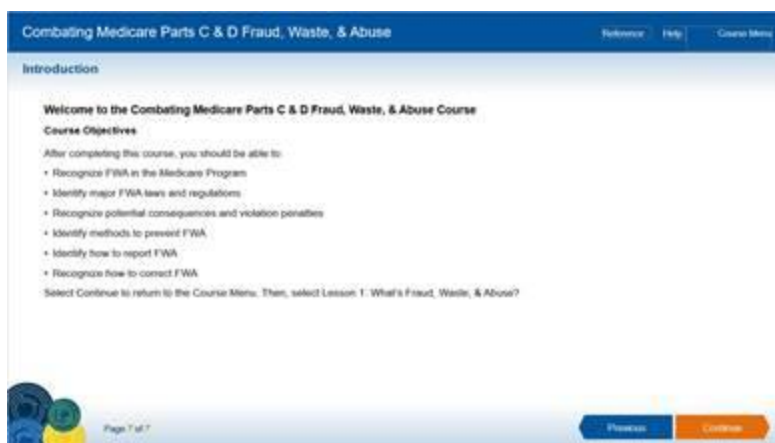 Combating Medicare Parts C & D Fraud, Waste, & Abuse
Reference Help Course Menu
Introduction
Welcome to the Combating Medicare Parts C & D Fraud, Waste, & Abuse Course
Course Objectives
After completing this course, you should be able to:
• Recognize FWA in the Medicare Program
• Identify major FWA laws and regulations
• Recognize potential consequences and violation penalties
• Identify methods to prevent FWA
• Identify how to report FWA
• Recognize how to correct FWA
Select Continue to return to the Course Menu. Then, select Lesson 1: What's Fraud, Waste, & Abuse?
Page 7 of 7
Previous
Continue